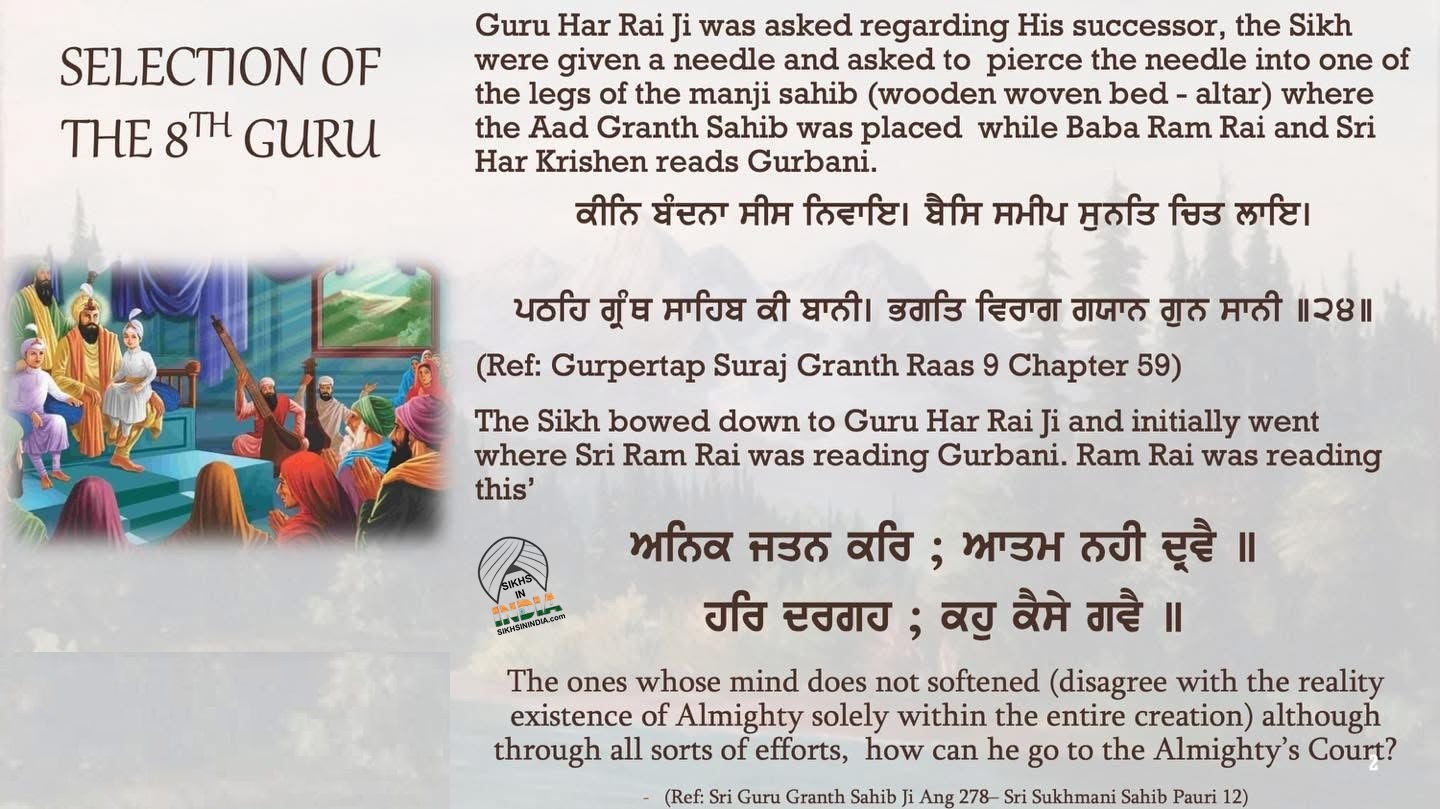 SELECTION OF
THE 8TH GURU
Guru Har Rai Ji was asked regarding His successor, the Sikh
were given a needle and asked to pierce the needle into one of
the legs of the manji sahib (wooden woven bed - altar) where
the Aad Granth Sahib was placed while Baba Ram Rai and Sri
Har Krishen reads Gurbani.
ਕੀਨਿ ਬੰਦਨਾ ਸੀਸ ਨਿਵਾਇ। ਬੈਸਿ ਸਮੀਪ ਸੁਨਤਿ ਚਿਤ ਲਾਇ।
ਪਠਹਿ ਗ੍ਰੰਥ ਸਾਹਿਬ ਕੀ ਬਾਨੀ। ਭਗਤਿ ਵਿਰਾਗ ਗਯਾਨ ਗੁਨ ਸਾਨੀ ॥੨੪॥
(Ref: Gurpertap Suraj Granth Raas 9 Chapter 59)
The Sikh bowed down to Guru Har Rai Ji and initially went
where Sri Ram Rai was reading Gurbani. Ram Rai was reading
this’
ਅਨਿਕ ਜਤਨ ਕਰਿ ; ਆਤਮ ਨਹੀ ਦ੍ਰਵੈ ॥
ਹਰਿ ਦਰਗਹ ; ਕਹੁ ਕੈਸੇ ਗਵੈ ॥
SIKHS
IN
INDIA
SIKHSININDIA.com
The ones whose mind does not softened (disagree with the reality
existence of Almighty solely within the entire creation) although
through all sorts of efforts, how can he go to the Almighty’s Court?
2
- (Ref: Sri Guru Granth Sahib Ji Ang 278– Sri Sukhmani Sahib Pauri 12)